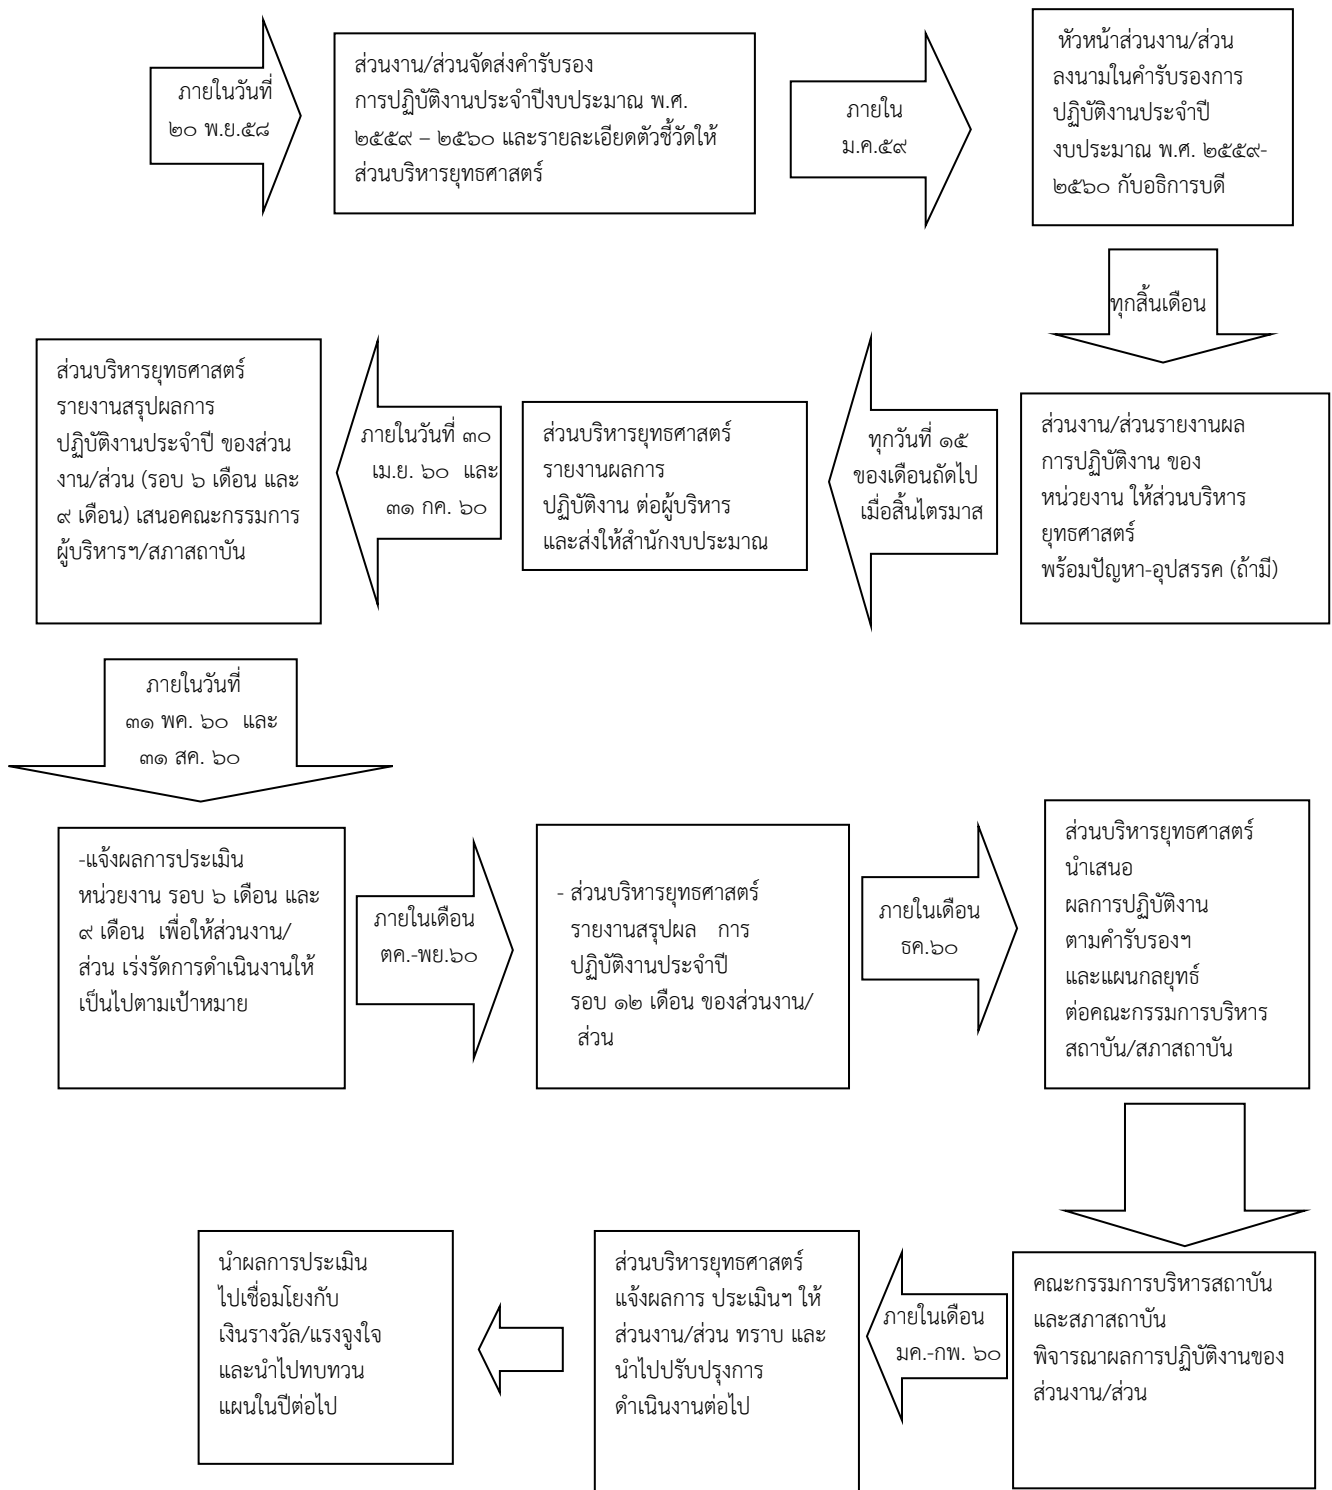 ภายในวันที่
๒๐ พ.ย.๕๘
ส่วนงาน/ส่วนจัดส่งคำรับรอง
การปฏิบัติงานประจำปีงบประมาณ พ.ศ.
๒๕๕๙ – ๒๕๖๐ และรายละเอียดตัวชี้วัดให้
ส่วนบริหารยุทธศาสตร์
ภายใน
ม.ค.๕๙
หัวหน้าส่วนงาน/ส่วน
ลงนามในคำรับรองการ
ปฏิบัติงานประจำปี
งบประมาณ พ.ศ. ๒๕๕๙-
๒๕๖๐ กับอธิการบดี
ทุกสิ้นเดือน
ส่วนงาน/ส่วนรายงานผล
การปฏิบัติงาน ของ
หน่วยงาน ให้ส่วนบริหาร
ยุทธศาสตร์
พร้อมปัญหา-อุปสรรค (ถ้ามี)
ทุกวันที่ ๑๕
ของเดือนถัดไป
เมื่อสิ้นไตรมาส
ส่วนบริหารยุทธศาสตร์
รายงานผลการ
ปฏิบัติงาน ต่อผู้บริหาร
และส่งให้สำนักงบประมาณ
ภายในวันที่ ๓๐
เม.ย. ๖๐ และ
๓๑ กค. ๖๐
ส่วนบริหารยุทธศาสตร์
รายงานสรุปผลการ
ปฏิบัติงานประจำปี ของส่วน
งาน/ส่วน (รอบ ๖ เดือน และ
๙ เดือน) เสนอคณะกรรมการ
ผู้บริหารฯ/สภาสถาบัน
ภายในวันที่
๓๑ พค. ๖๐ และ
๓๑ สค. ๖๐
-แจ้งผลการประเมิน
หน่วยงาน รอบ ๖ เดือน และ
๙ เดือน เพื่อให้ส่วนงาน/
ส่วน เร่งรัดการดำเนินงานให้
เป็นไปตามเป้าหมาย
ภายในเดือน
ตค.-พย.๖๐
- ส่วนบริหารยุทธศาสตร์
รายงานสรุปผล การ
ปฏิบัติงานประจำปี
รอบ ๑๒ เดือน ของส่วนงาน/
ส่วน
ภายในเดือน
ธค.๖๐
ส่วนบริหารยุทธศาสตร์
นำเสนอ
ผลการปฏิบัติงาน
ตามคำรับรองฯ
และแผนกลยุทธ์
ต่อคณะกรรมการบริหาร
สถาบัน/สภาสถาบัน
คณะกรรมการบริหารสถาบัน
และสภาสถาบัน
พิจารณาผลการปฏิบัติงานของ
ส่วนงาน/ส่วน
ภายในเดือน
มค.-กพ. ๖๐
ส่วนบริหารยุทธศาสตร์
แจ้งผลการ ประเมินฯ ให้
ส่วนงาน/ส่วน ทราบ และ
นำไปปรับปรุงการ
ดำเนินงานต่อไป
นำผลการประเมิน
ไปเชื่อมโยงกับ
เงินรางวัล/แรงจูงใจ
และนำไปทบทวน
แผนในปีต่อไป